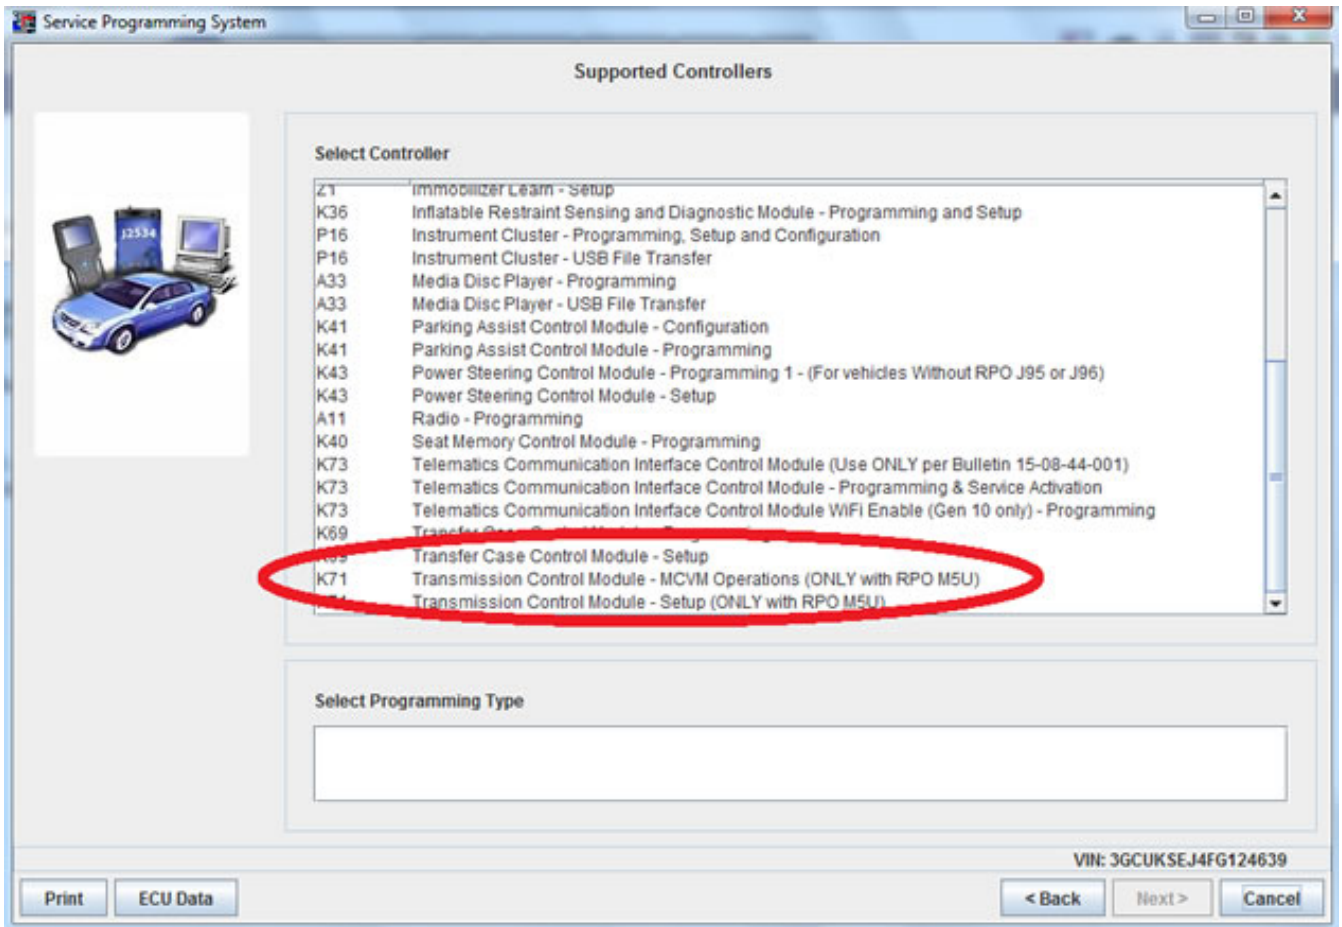 Service Programming System
Supported Controllers
J2534
Select Controller
Z1 Immobilizer Learn - Setup
K36 Inflatable Restraint Sensing and Diagnostic Module - Programming and Setup
P16 Instrument Cluster - Programming, Setup and Configuration
P16 Instrument Cluster - USB File Transfer
A33 Media Disc Player - Programming
A33 Media Disc Player - USB File Transfer
K41 Parking Assist Control Module - Configuration
K41 Parking Assist Control Module - Programming
K43 Power Steering Control Module - Programming 1 - (For vehicles Without RPO J95 or J96)
K43 Power Steering Control Module - Setup
A11 Radio - Programming
K40 Seat Memory Control Module - Programming
K73 Telematics Communication Interface Control Module (Use ONLY per Bulletin 15-08-44-001)
K73 Telematics Communication Interface Control Module - Programming & Service Activation
K73 Telematics Communication Interface Control Module WiFi Enable (Gen 10 only) - Programming
K69 Transfer Case
Transfer Case Control Module - Setup
K71 Transmission Control Module - MCVM Operations (ONLY with RPO M5U)
Transmission Control Module - Setup (ONLY with RPO M5U)
Select Programming Type
VIN: 3GCUKSEJ4FG124639
Print ECU Data < Back Next > Cancel